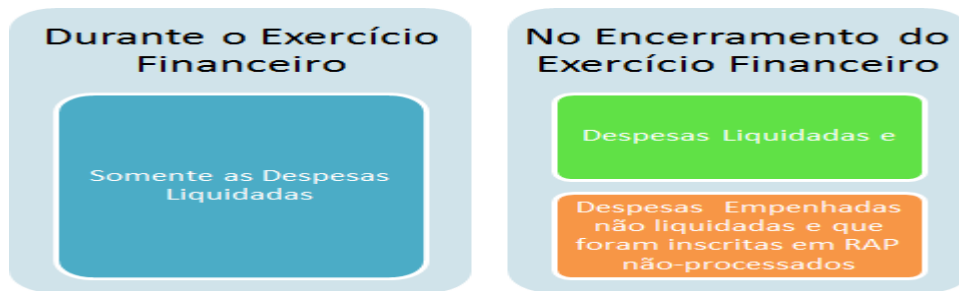 Durante o Exercício
Financeiro
Somente as Despesas
Liquidadas
No Encerramento do
Exercício Financeiro
Despesas Liquidadas e
Despesas Empenhadas
não liquidadas e que
foram inscritas em RAP
não-processados